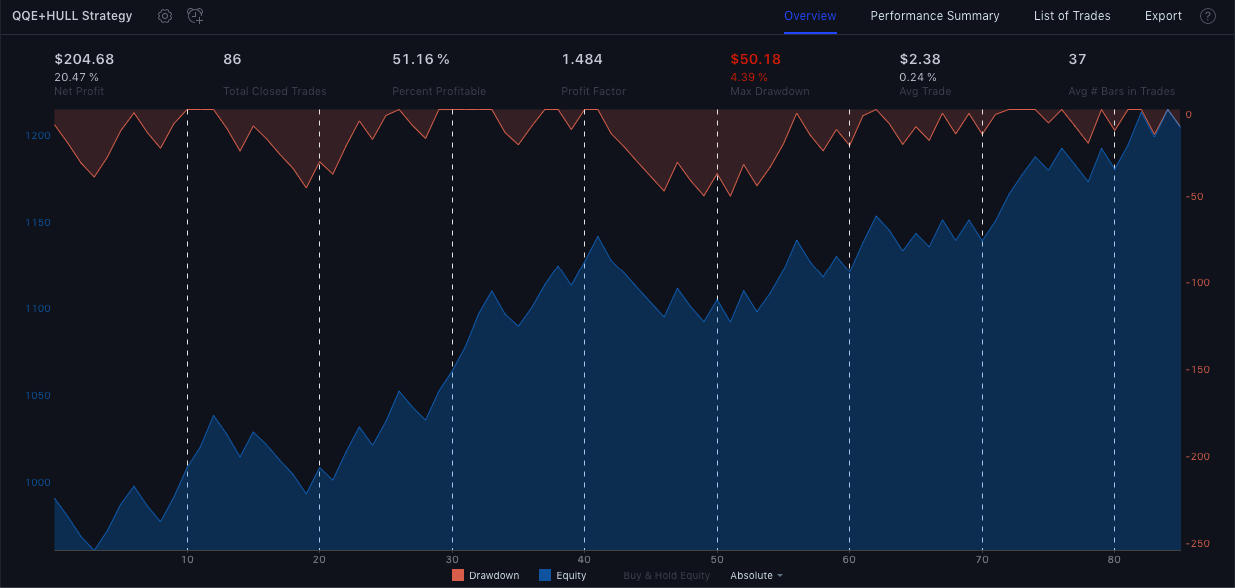 QQE+HULL Strategy Overview Performance Summary List of Trades Export ?
$204.68 86 51.16 % 1.484 $50.18 $2.38 37
20.47 % 4.39 % 0.24 %
Net Profit Total Closed Trades Percent Profitable Profit Factor Max Drawdown Avg Trade Avg # Bars in Trades
0
1200
-50
1150
-100
1100
-150
1050
-200
1000
-250
10 20 30 40 50 60 70 80
Drawdown Equity Buy & Hold Equity Absolute